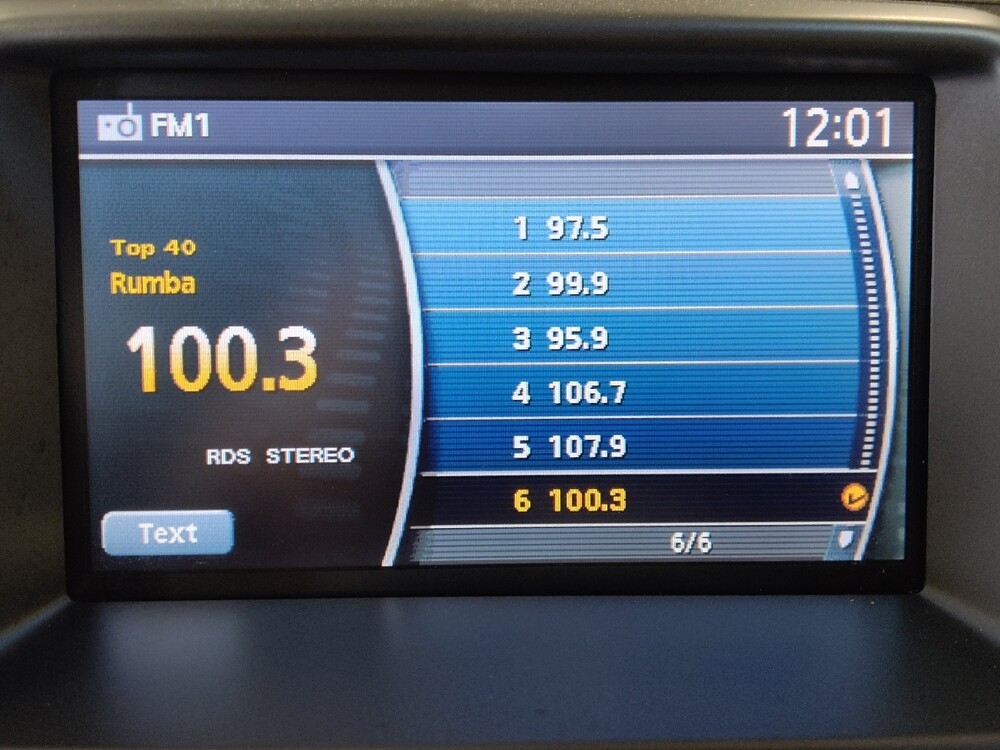 FM1
12:01
Top 40
Rumba
100.3
RDS STEREO
Text
1 97.5
2 99.9
3 95.9
4 106.7
5 107.9
6 100.3
6/6